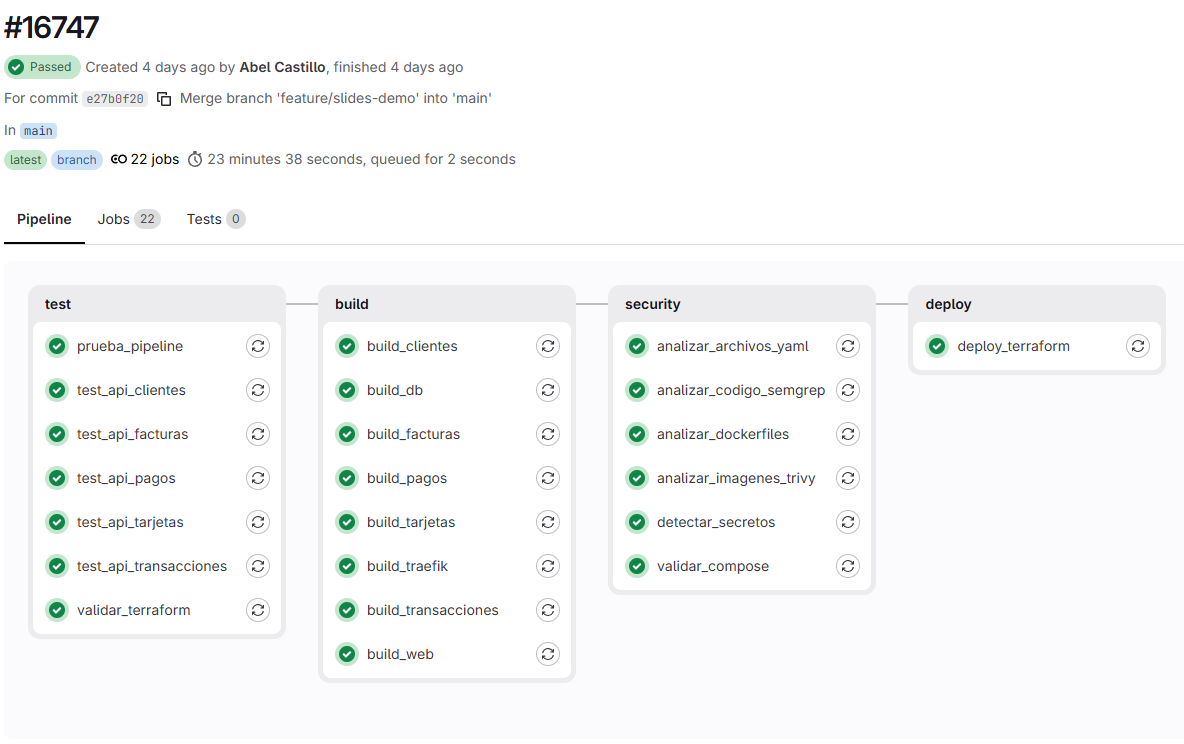 #16747
Passed Created 4 days ago by Abel Castillo, finished 4 days ago
For commit e27b0f20 Merge branch 'feature/slides-demo' into 'main'
In main
latest branch 22 jobs 23 minutes 38 seconds, queued for 2 seconds
Pipeline Jobs 22 Tests 0
test
prueba_pipeline
test_api_clientes
test_api_facturas
test_api_pagos
test_api_tarjetas
test_api_transacciones
validar_terraform
build
build_clientes
build_db
build_facturas
build_pagos
build_tarjetas
build_traefik
build_transacciones
build_web
security
analizar_archivos_yaml
analizar_codigo_semgrep
analizar_dockerfiles
analizar_imagenes_trivy
detectar_secretos
validar_compose
deploy
deploy_terraform